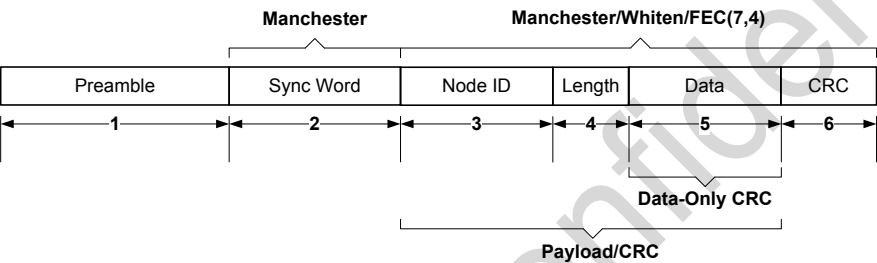 Manchester
Manchester/Whiten/FEC(7,4)
Preamble
Sync Word
Node ID
Length
Data
CRC
1
2
3
4
5
6
Data-Only CRC
Payload/CRC